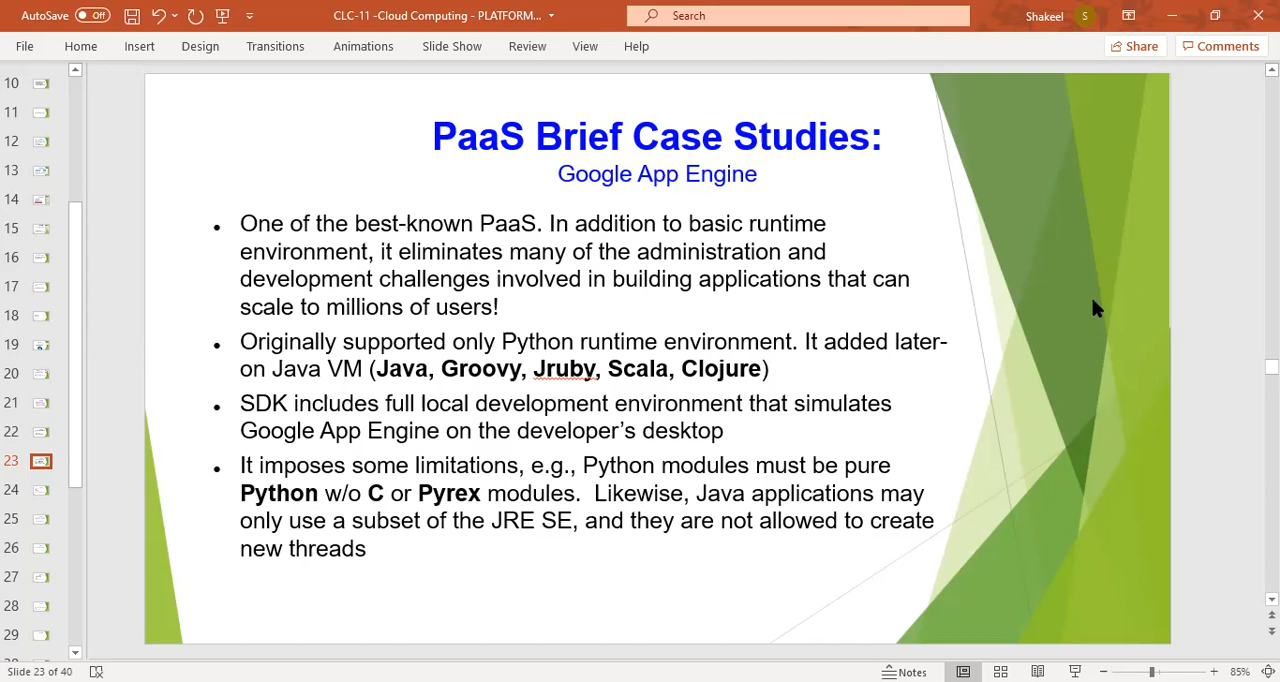 AutoSave Off CLC-11 -Cloud Computing - PLATFORM... Search Shakeel S
File Home Insert Design Transitions Animations Slide Show Review View Help Share Comments
10
11
12
13
14
15
16
17
18
19
20
21
22
23
24
25
26
27
28
29
PaaS Brief Case Studies:
Google App Engine
• One of the best-known PaaS. In addition to basic runtime
environment, it eliminates many of the administration and
development challenges involved in building applications that can
scale to millions of users!
• Originally supported only Python runtime environment. It added later-
on Java VM (Java, Groovy, Jruby, Scala, Clojure)
• SDK includes full local development environment that simulates
Google App Engine on the developer’s desktop
• It imposes some limitations, e.g., Python modules must be pure
Python w/o C or Pyrex modules.  Likewise, Java applications may
only use a subset of the JRE SE, and they are not allowed to create
new threads
Slide 23 of 40 Notes 85%